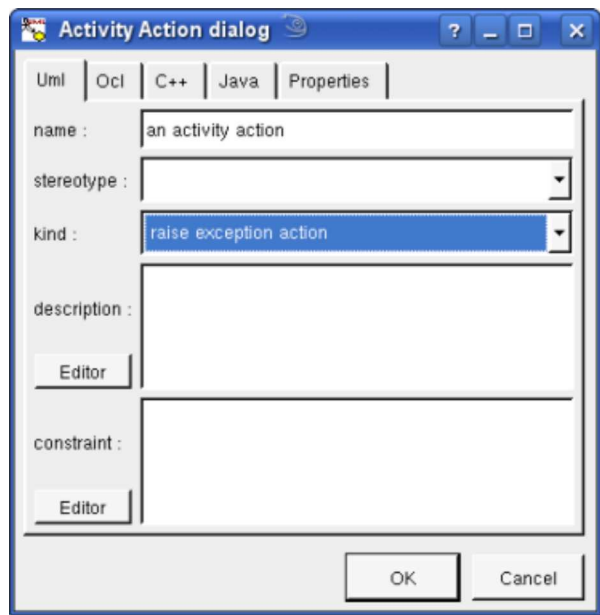 Activity Action dialog
?
Uml Ocl C++ Java Properties
name : an activity action
stereotype :
kind : raise exception action
description :
Editor
constraint :
Editor
OK Cancel